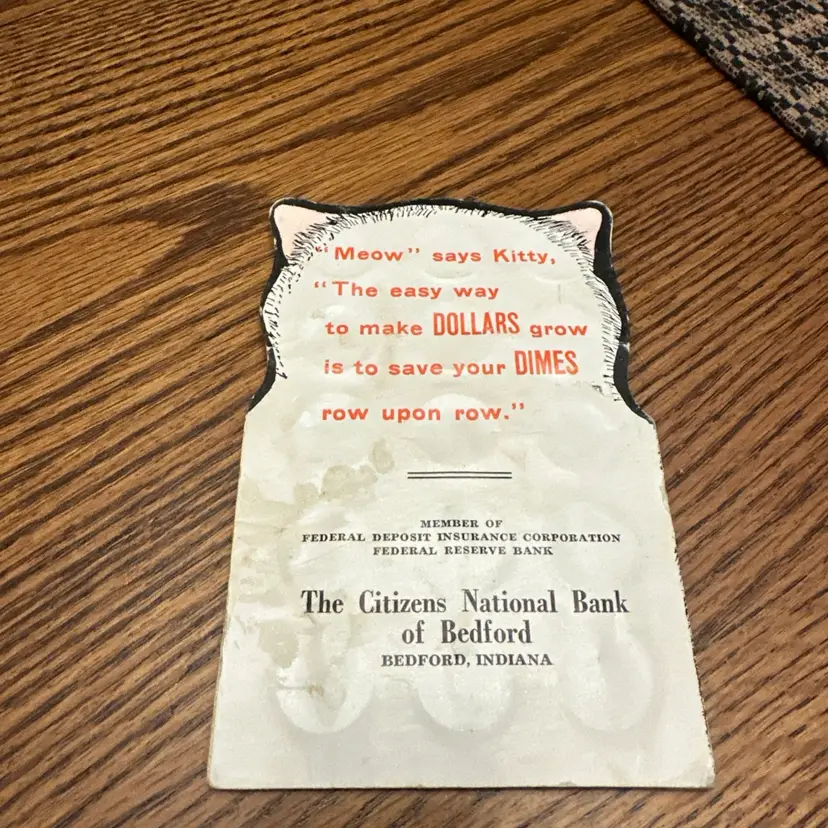 "Meow" says Kitty,
"The easy way
to make DOLLARS grow
is to save your DIMES
row upon row."
MEMBER OF
FEDERAL DEPOSIT INSURANCE CORPORATION
FEDERAL RESERVE BANK
The Citizens National Bank
of Bedford
BEDFORD, INDIANA